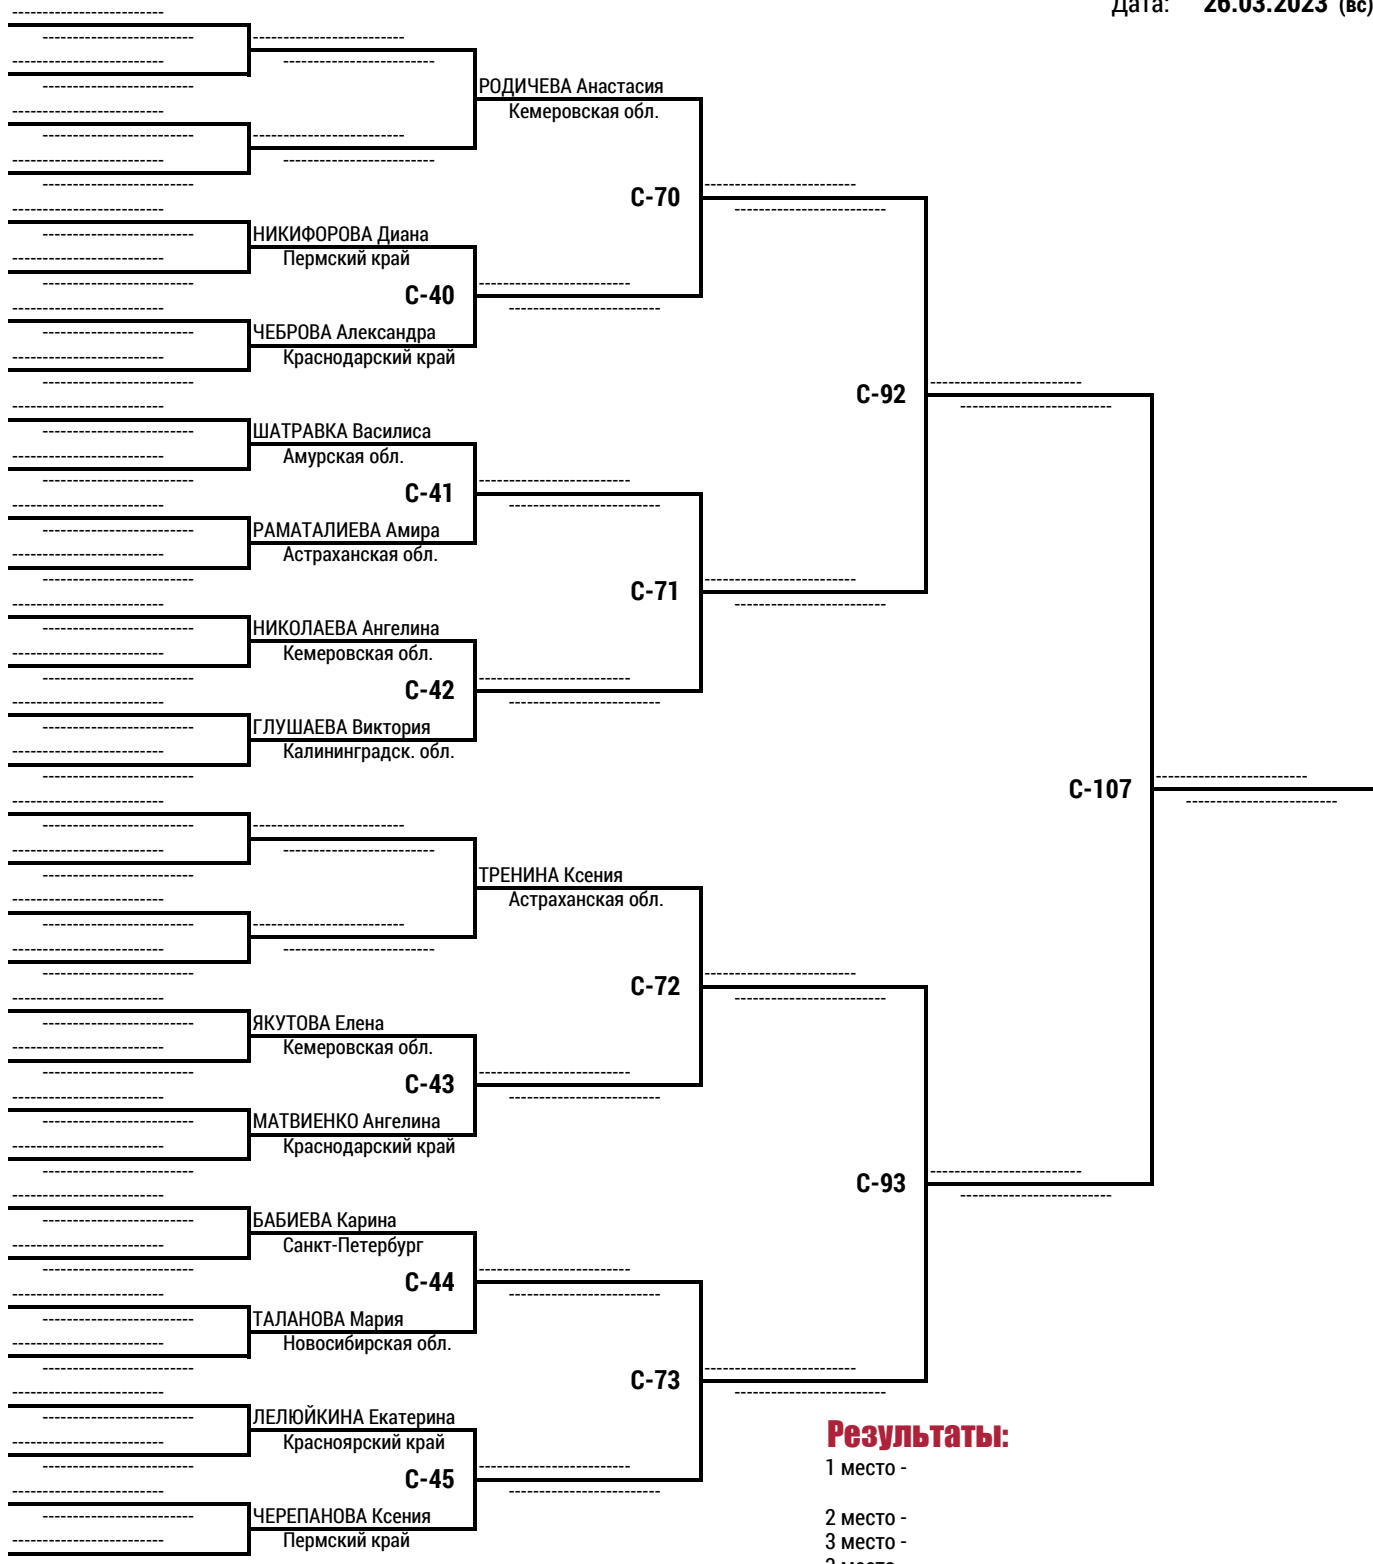 Дата: 26.03.2023 (вс)
РОДИЧЕВА Анастасия
Кемеровская обл.
C-70
НИКИФОРОВА Диана
Пермский край
C-40
ЧЕБРОВА Александра
Краснодарский край
C-92
ШАТРАВКА Василиса
Амурская обл.
C-41
РАМАТАЛИЕВА Амира
Астраханская обл.
C-71
НИКОЛАЕВА Ангелина
Кемеровская обл.
C-42
ГЛУШАЕВА Виктория
Калининградск. обл.
C-107
ТРЕНИНА Ксения
Астраханская обл.
C-72
ЯКУТОВА Елена
Кемеровская обл.
C-43
МАТВИЕНКО Ангелина
Краснодарский край
C-93
БАБИЕВА Карина
Санкт-Петербург
C-44
ТАЛАНОВА Мария
Новосибирская обл.
C-73
ЛЕЛЮЙКИНА Екатерина
Красноярский край
C-45
ЧЕРЕПАНОВА Ксения
Пермский край
Результаты:
1 место -
2 место -
3 место -
3 место -